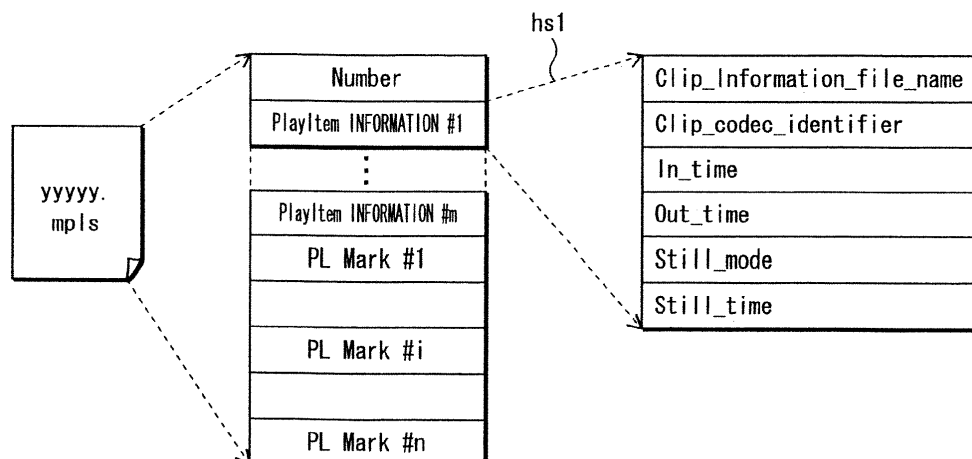 hs1
yyyyy.
mpls
Number
PlayItem INFORMATION #1
PlayItem INFORMATION #m
PL Mark #1
PL Mark #i
PL Mark #n
Clip_Information_file_name
Clip_codec_identifier
In_time
Out_time
Still_mode
Still_time